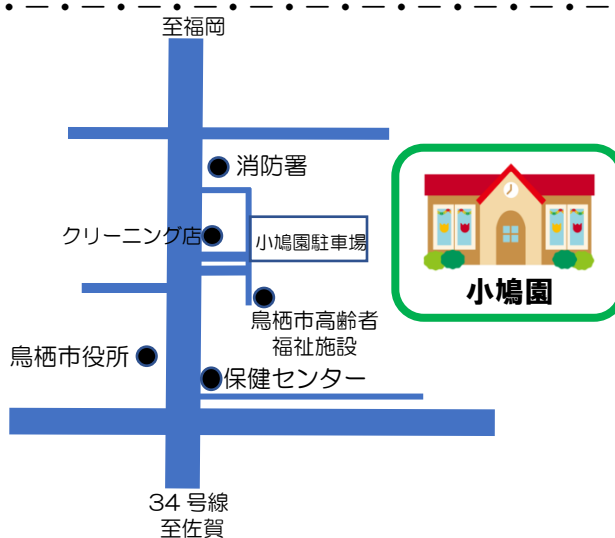 至福岡
消防署
クリーニング店
小鳩園駐車場
小鳩園
鳥栖市高齢者
福祉施設
鳥栖市役所
保健センター
34号線
至佐賀